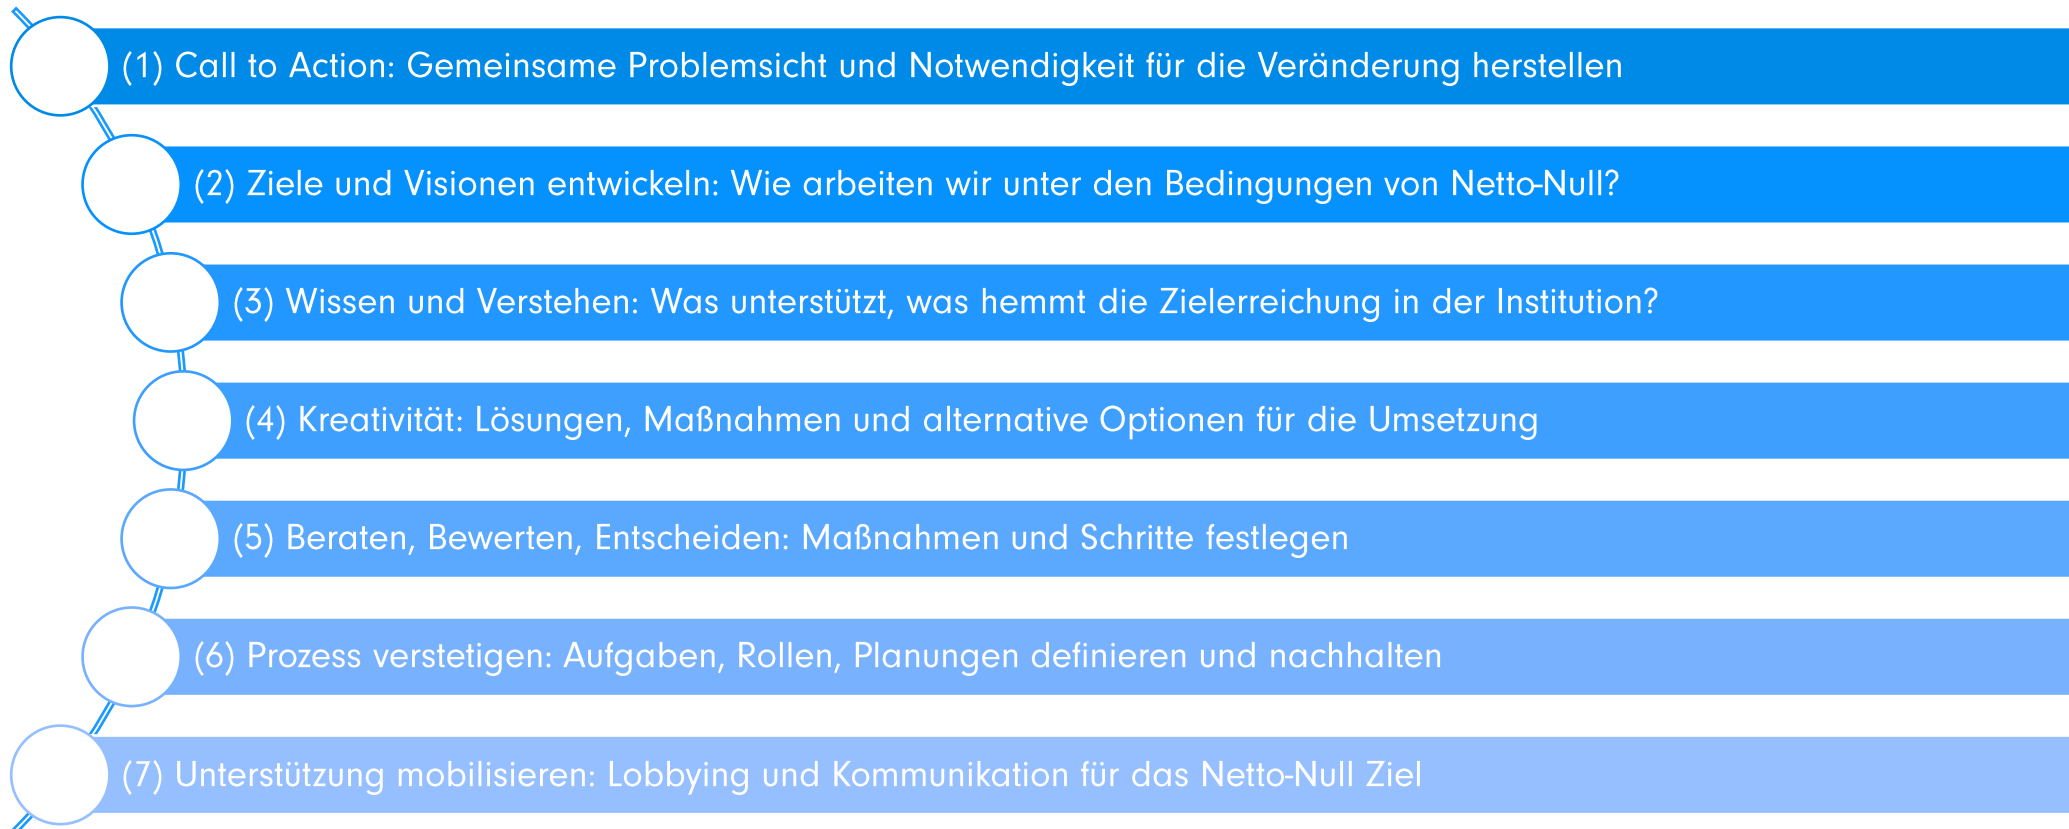 (1) Call to Action: Gemeinsame Problemsicht und Notwendigkeit für die Veränderung herstellen
(2) Ziele und Visionen entwickeln: Wie arbeiten wir unter den Bedingungen von Netto-Null?
(3) Wissen und Verstehen: Was unterstützt, was hemmt die Zielerreichung in der Institution?
(4) Kreativität: Lösungen, Maßnahmen und alternative Optionen für die Umsetzung
(5) Beraten, Bewerten, Entscheiden: Maßnahmen und Schritte festlegen
(6) Prozess verstetigen: Aufgaben, Rollen, Planungen definieren und nachhalten
(7) Unterstützung mobilisieren: Lobbying und Kommunikation für das Netto-Null Ziel